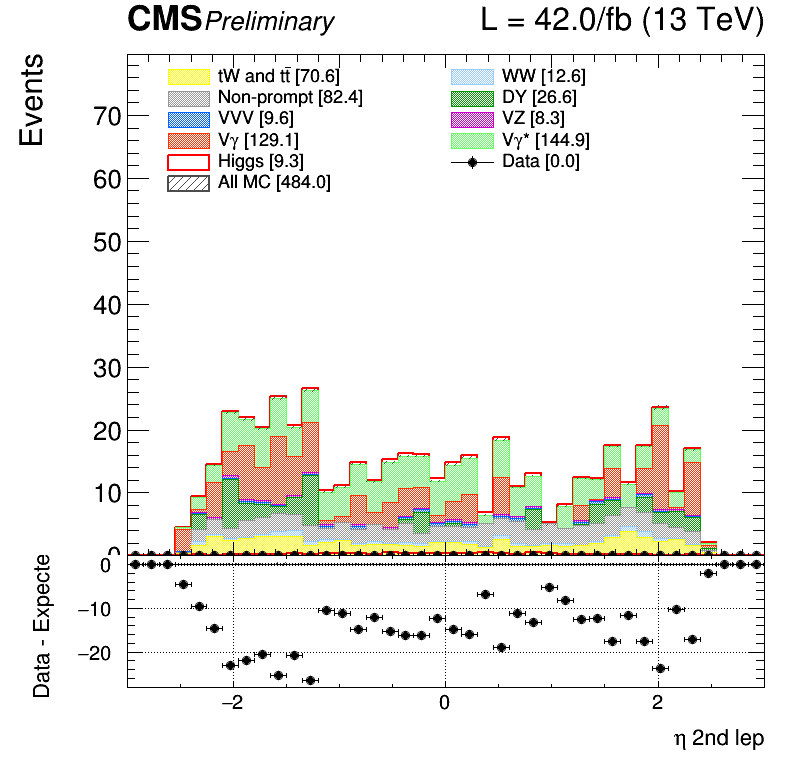 CMS Preliminary L = 42.0/fb (13 TeV)
Events
tW and tt̄ [70.6] WW [12.6]
Non-prompt [82.4] DY [26.6]
VVV [9.6] VZ [8.3]
Vγ [129.1] Vγ* [144.9]
Higgs [9.3] Data [0.0]
All MC [484.0]
70
60
50
40
30
20
10
0
Data - Expecte
0
−10
−20
−2 0 2
η 2nd lep